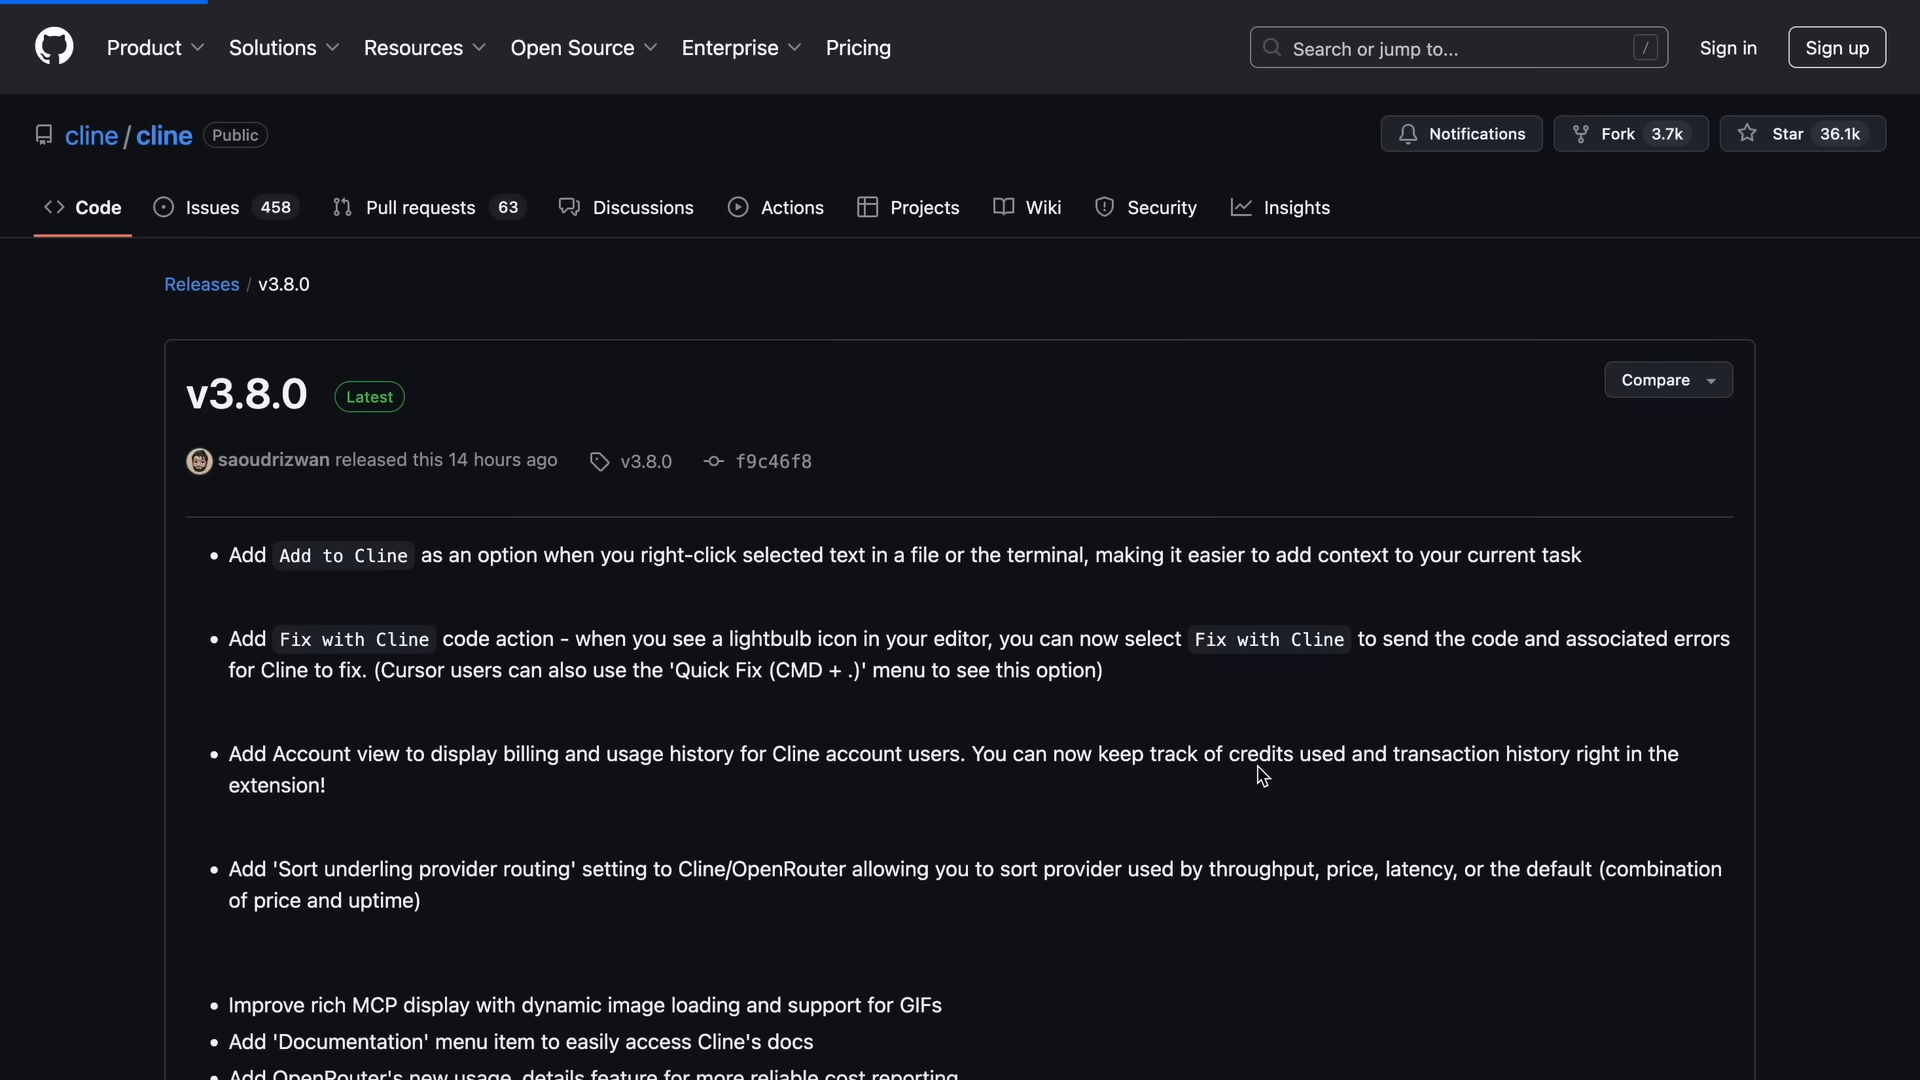 Product Solutions Resources Open Source Enterprise Pricing Search or jump to... / Sign in Sign up
cline / cline Public Notifications Fork 3.7k Star 36.1k
Code Issues 458 Pull requests 63 Discussions Actions Projects Wiki Security Insights
Releases / v3.8.0
v3.8.0 Latest Compare
saoudrizwan released this 14 hours ago v3.8.0 f9c46f8
• Add Add to Cline as an option when you right-click selected text in a file or the terminal, making it easier to add context to your current task
• Add Fix with Cline code action - when you see a lightbulb icon in your editor, you can now select Fix with Cline to send the code and associated errors
for Cline to fix. (Cursor users can also use the 'Quick Fix (CMD + .)' menu to see this option)
• Add Account view to display billing and usage history for Cline account users. You can now keep track of credits used and transaction history right in the
extension!
• Add 'Sort underling provider routing' setting to Cline/OpenRouter allowing you to sort provider used by throughput, price, latency, or the default (combination
of price and uptime)
• Improve rich MCP display with dynamic image loading and support for GIFs
• Add 'Documentation' menu item to easily access Cline's docs
• Add OpenRouter's new usage_details feature for more reliable cost reporting